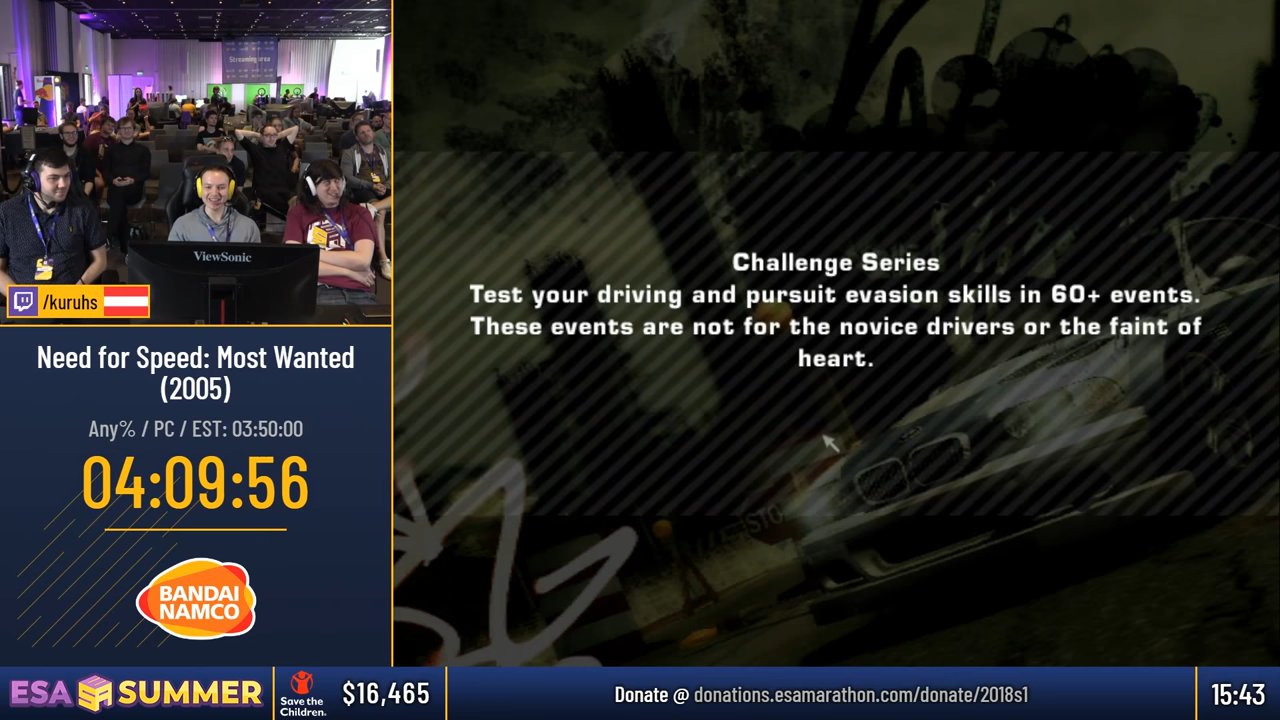 Streaming area
ViewSonic
/kuruhs
Need for Speed: Most Wanted
(2005)
Any% / PC / EST: 03:50:00
04:09:56
BANDAI
NAMCO
Challenge Series
Test your driving and pursuit evasion skills in 60+ events.
These events are not for the novice drivers or the faint of
heart.
STO
ESA SUMMER
Save the
Children.
$16,465
Donate @ donations.esamarathon.com/donate/2018s1
15:43